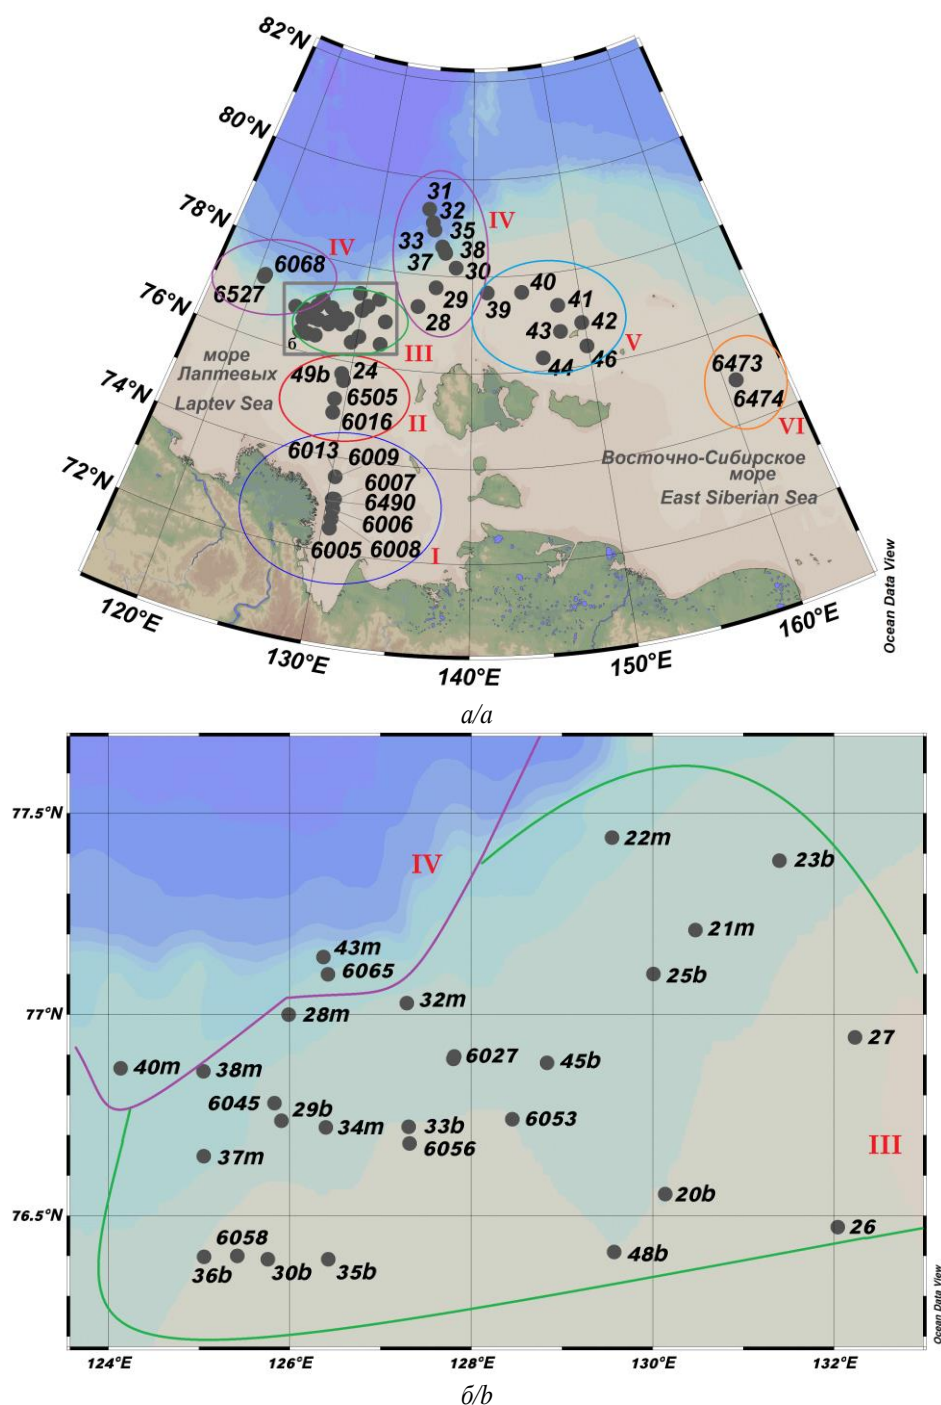 82°N
80°N
78°N
76°N
74°N
72°N
31
32
35
IV
33
38
37
30
IV
6068
6527
29
28
39
40
41
42
43
44
46
V
б
III
море
Лаптевых
Laptev Sea
49b
24
6505
6016
II
6473
6474
VI
6013
6009
6007
6490
6006
6005
6008
I
Восточно-Сибирское
море
East Siberian Sea
120°E
130°E
140°E
150°E
160°E
Ocean Data View
а/a
77.5°N
77°N
76.5°N
IV
22m
23b
21m
25b
43m
6065
32m
28m
27
40m
38m
6027
45b
6045
29b
34m
33b
6056
6053
37m
III
20b
26
6058
36b
30b
35b
48b
124°E
126°E
128°E
130°E
132°E
Ocean Data View
б/b